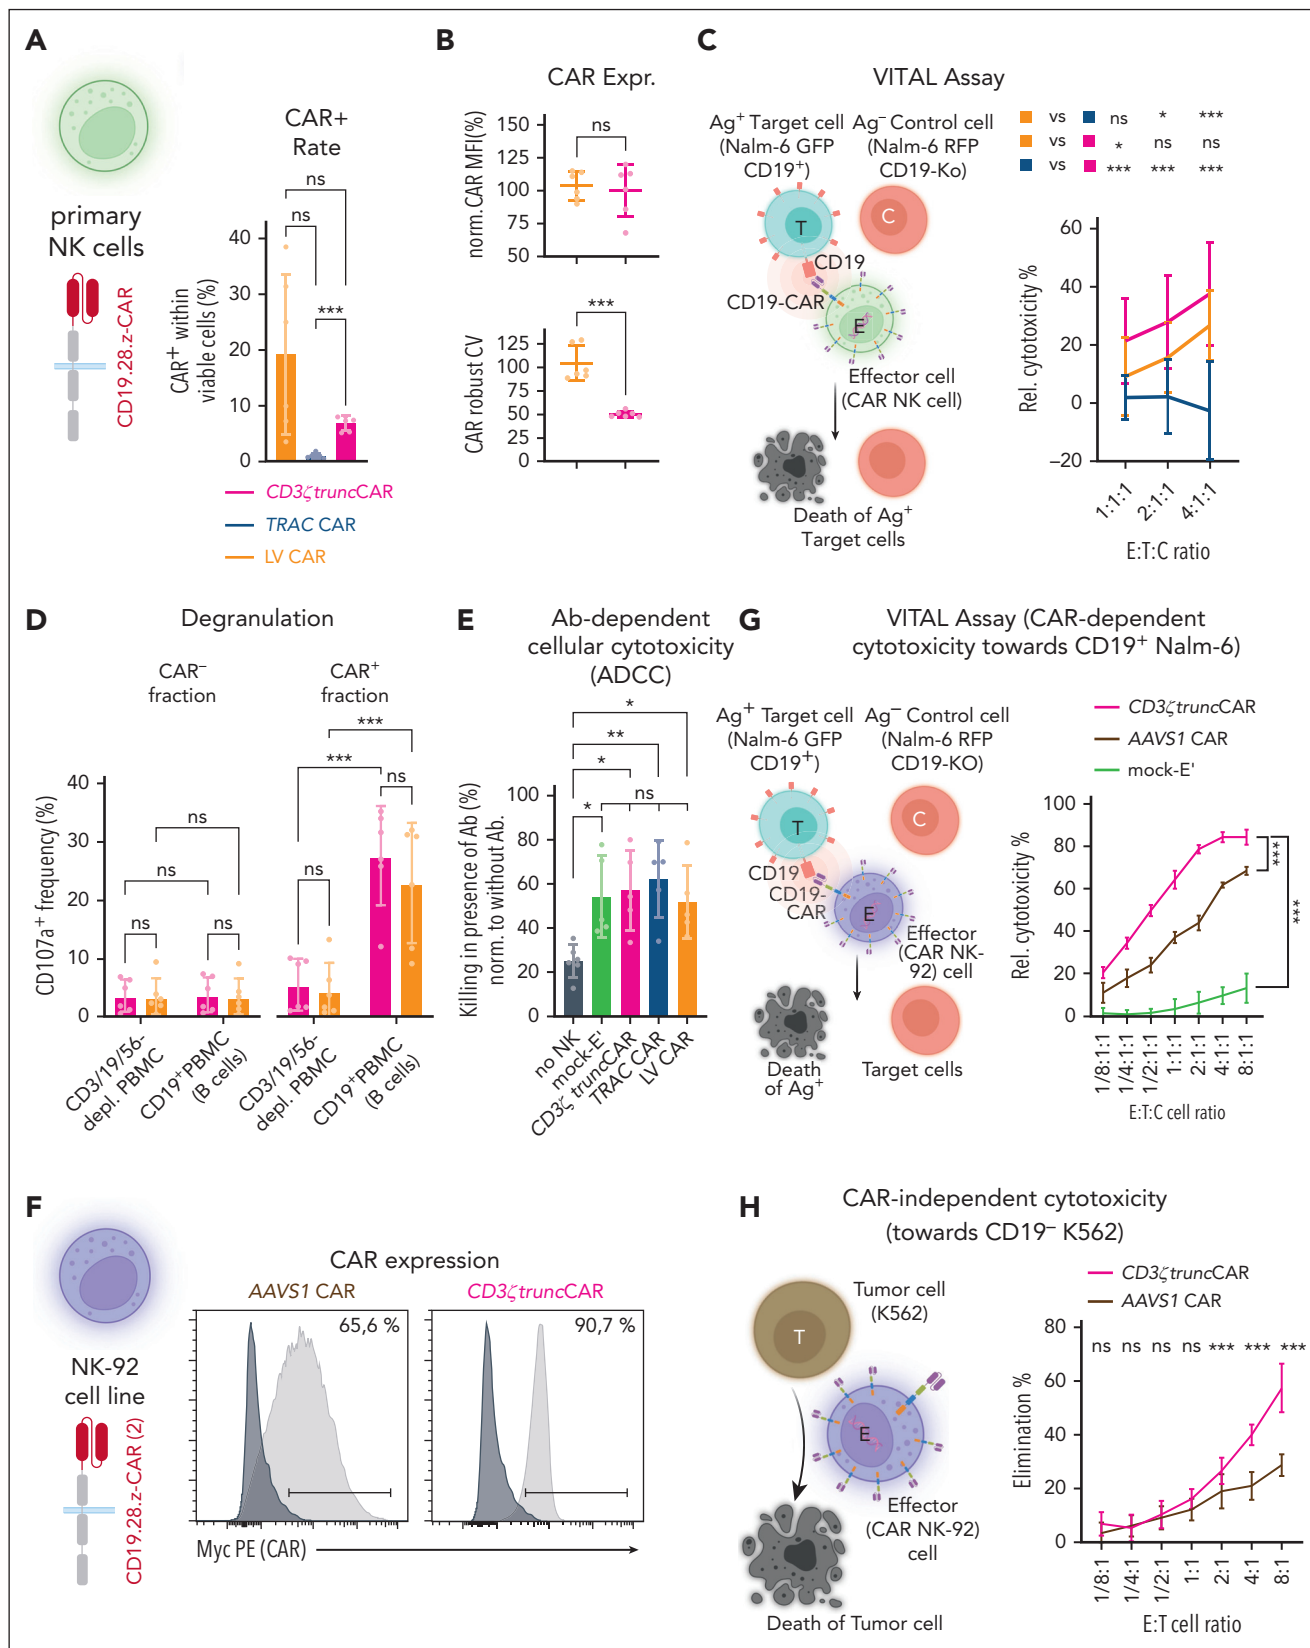 A
primary
NK cells
CD19.28.z-CAR
CAR+
Rate
ns
ns
***
CAR+ within
viable cells (%)
40
30
20
10
0
CD3ζtruncCAR
TRAC CAR
LV CAR
B
CAR Expr.
norm.CAR MFI(%)
150
125
100
75
50
ns
CAR robust CV
125
100
75
50
25
0
***
C
VITAL Assay
Ag+ Target cell
(Nalm-6 GFP
CD19+)
Ag− Control cell
(Nalm-6 RFP
CD19-Ko)
T
C
CD19
CD19-CAR
E
Effector cell
(CAR NK cell)
Death of Ag+
Target cells
vs ns * ***
vs * ns ns
vs *** *** ***
Rel. cytotoxicity %
60
40
20
0
−20
1:1:1
2:1:1
4:1:1
E:T:C ratio
D
Degranulation
CAR−
fraction
CAR+
fraction
CD107a+ frequency (%)
40
30
20
10
0
ns
ns
ns
ns
***
***
ns
ns
CD3/19/56-
depl. PBMC
CD19+PBMC
(B cells)
CD3/19/56-
depl. PBMC
CD19+PBMC
(B cells)
E
Ab-dependent
cellular cytotoxicity
(ADCC)
Killing in presence of Ab (%)
norm. to without Ab.
100
80
60
40
20
0
*
**
*
*
ns
no NK
mock-E'
CD3ζ truncCAR
TRAC CAR
LV CAR
G
VITAL Assay (CAR-dependent
cytotoxicity towards CD19+ Nalm-6)
Ag+ Target cell
(Nalm-6 GFP
CD19+)
Ag− Control cell
(Nalm-6 RFP
CD19-KO)
T
C
CD19
CD19-
CAR
E
Effector
(CAR NK-
92) cell
Death
of Ag+
Target cells
CD3ζtruncCAR
AAVS1 CAR
mock-E'
Rel. cytotoxicity %
100
80
60
40
20
0
***
***
1/8:1:1
1/4:1:1
1/2:1:1
1:1:1
2:1:1
4:1:1
8:1:1
E:T:C cell ratio
F
NK-92
cell line
CD19.28.z-CAR (2)
CAR expression
AAVS1 CAR
CD3ζtruncCAR
65,6 %
90,7 %
Myc PE (CAR)
H
CAR-independent cytotoxicity
(towards CD19− K562)
T
Tumor cell
(K562)
E
Effector
(CAR NK-92)
cell
Death of Tumor cell
CD3ζtruncCAR
AAVS1 CAR
Elimination %
80
60
40
20
0
ns ns ns ns *** *** ***
1/8:1
1/4:1
1/2:1
1:1
2:1
4:1
8:1
E:T cell ratio